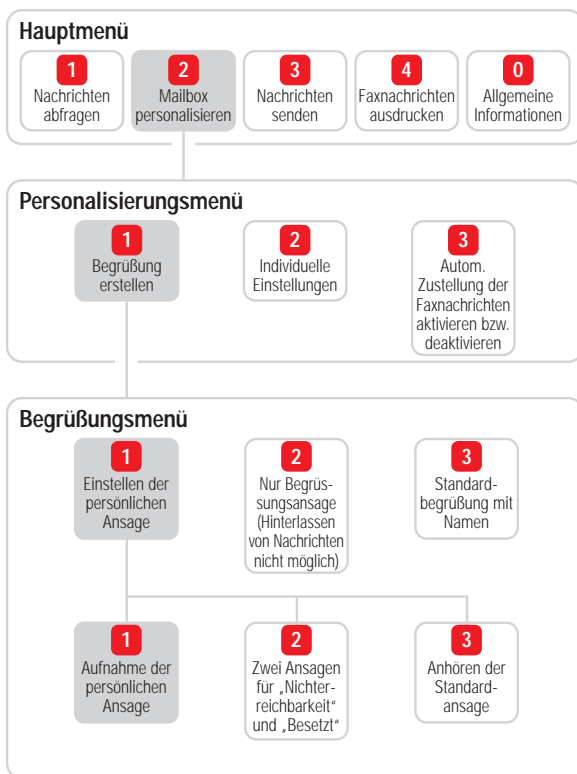 Hauptmenü
1
Nachrichten
abfragen
2
Mailbox
personalisieren
3
Nachrichten
senden
4
Faxnachrichten
ausdrucken
0
Allgemeine
Informationen
Personalisierungsmenü
1
Begrüßung
erstellen
2
Individuelle
Einstellungen
3
Autom.
Zustellung der
Faxnachrichten
aktivieren bzw.
deaktivieren
Begrüßungsmenü
1
Einstellen der
persönlichen
Ansage
2
Nur Begrüs-
sungsansage
(Hinterlassen
von Nachrichten
nicht möglich)
3
Standard-
begrüßung mit
Namen
1
Aufnahme der
persönlichen
Ansage
2
Zwei Ansagen
für „Nichter-
reichbarkeit“
und „Besetzt“
3
Anhören der
Standard-
ansage